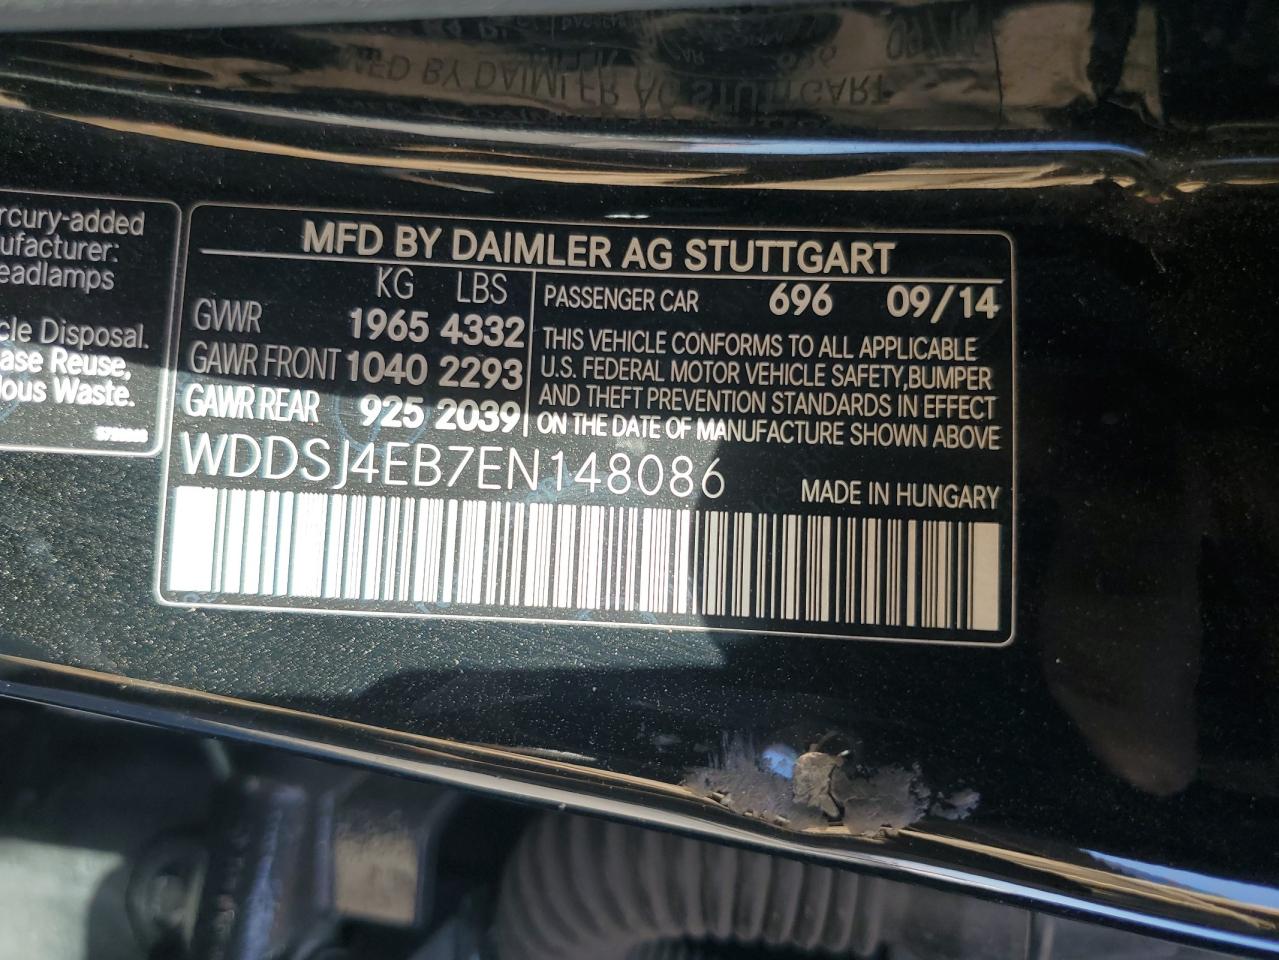 rcury-added
ufacturer:
eadlamps
cle Disposal.
ase Reuse,
dous Waste.
MFD BY DAIMLER AG STUTTGART
KG LBS
GVWR 1965 4332
GAWR FRONT 1040 2293
GAWR REAR 925 2039
PASSENGER CAR 696 09/14
THIS VEHICLE CONFORMS TO ALL APPLICABLE
U.S. FEDERAL MOTOR VEHICLE SAFETY,BUMPER
AND THEFT PREVENTION STANDARDS IN EFFECT
ON THE DATE OF MANUFACTURE SHOWN ABOVE
WDDSJ4EB7EN148086
MADE IN HUNGARY